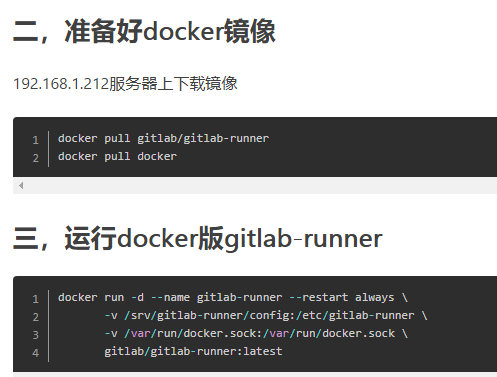 二，准备好docker镜像
192.168.1.212服务器上下载镜像
1 docker pull gitlab/gitlab-runner
2 docker pull docker
三，运行docker版gitlab-runner
1 docker run -d --name gitlab-runner --restart always \
2 -v /srv/gitlab-runner/config:/etc/gitlab-runner \
3 -v /var/run/docker.sock:/var/run/docker.sock \
4 gitlab/gitlab-runner:latest